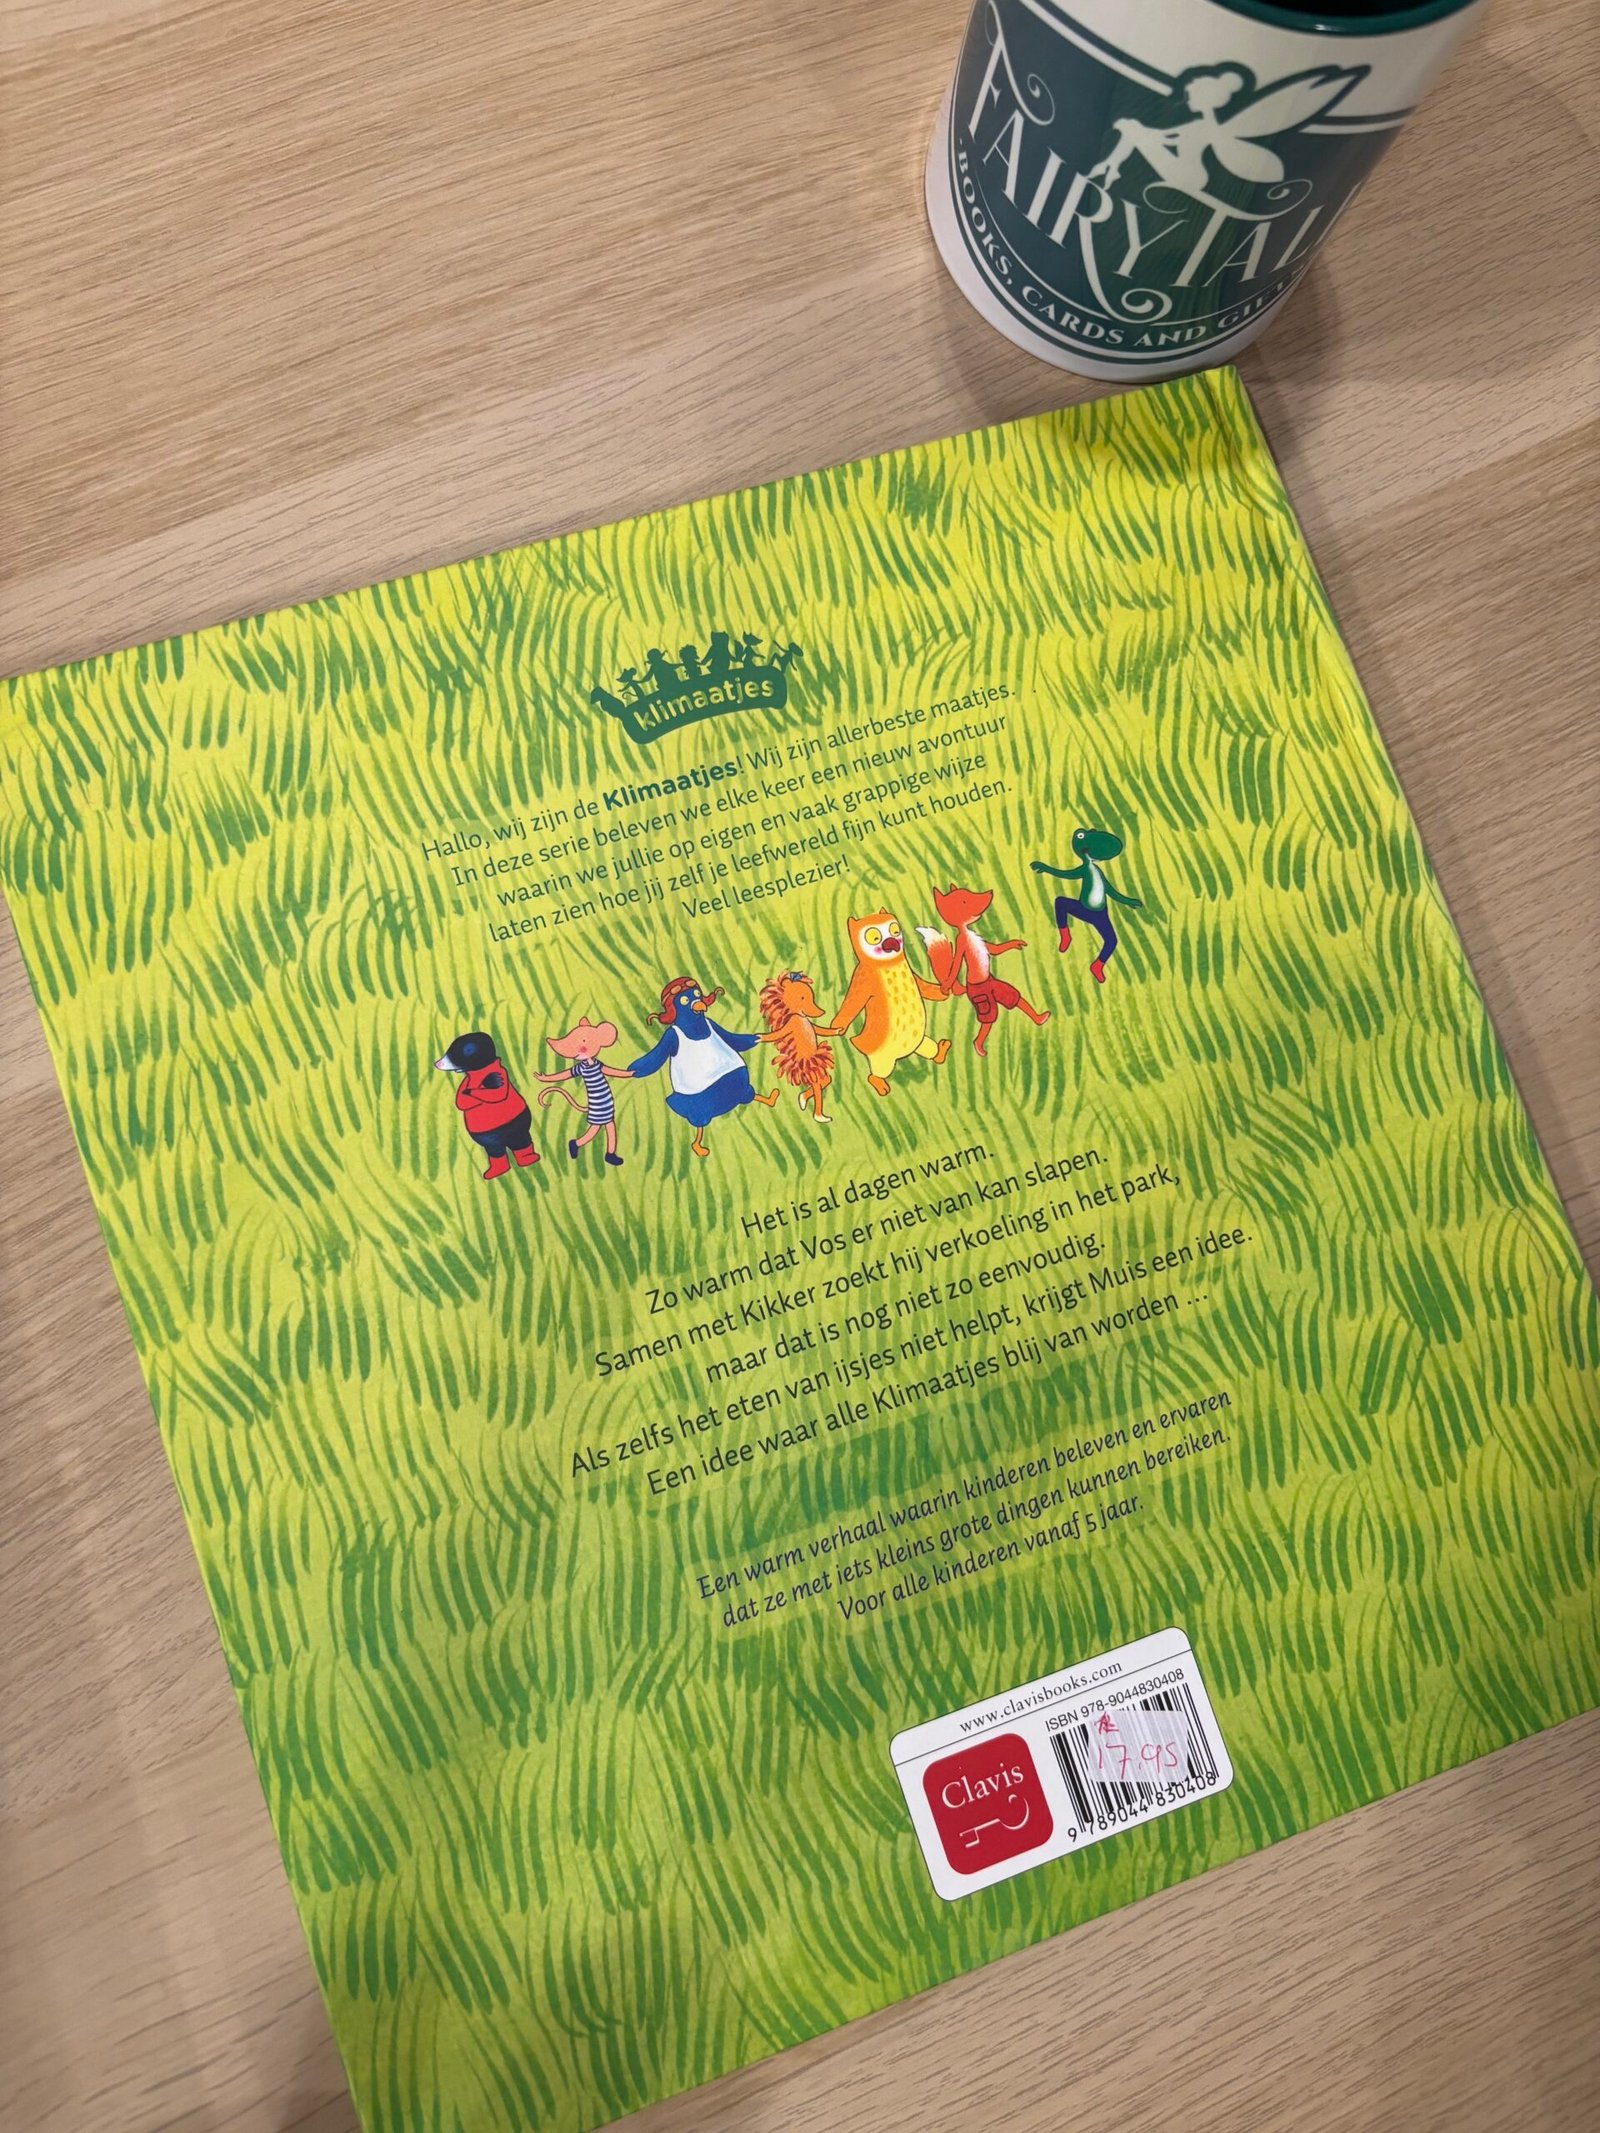 FAIRYTAL
·BOOKS, CARDS AND GIFT
klimaatjes
Hallo, wij zijn de Klimaatjes! Wij zijn allerbeste maatjes.
In deze serie beleven we elke keer een nieuw avontuur
waarin we jullie op eigen en vaak grappige wijze
laten zien hoe jij zelf je leefwereld fijn kunt houden.
Veel leesplezier!
Het is al dagen warm.
Zo warm dat Vos er niet van kan slapen.
Samen met Kikker zoekt hij verkoeling in het park,
maar dat is nog niet zo eenvoudig.
Als zelfs het eten van ijsjes niet helpt, krijgt Muis een idee.
Een idee waar alle Klimaatjes blij van worden ...
Een warm verhaal waarin kinderen beleven en ervaren
dat ze met iets kleins grote dingen kunnen bereiken.
Voor alle kinderen vanaf 5 jaar.
www.clavisbooks.com
ISBN 978-9044830408
Clavis
17.95
9 789044 830408